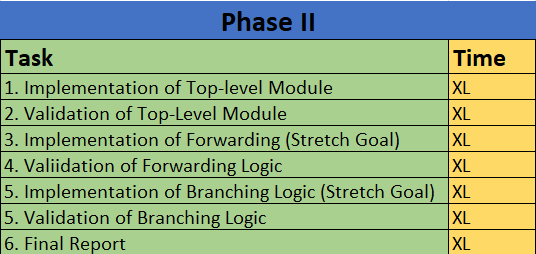 Phase II
Task Time
1. Implementation of Top-level Module XL
2. Validation of Top-Level Module XL
3. Implementation of Forwarding (Stretch Goal) XL
4. Valiidation of Forwarding Logic XL
5. Implementation of Branching Logic (Stretch Goal) XL
5. Validation of Branching Logic XL
6. Final Report XL